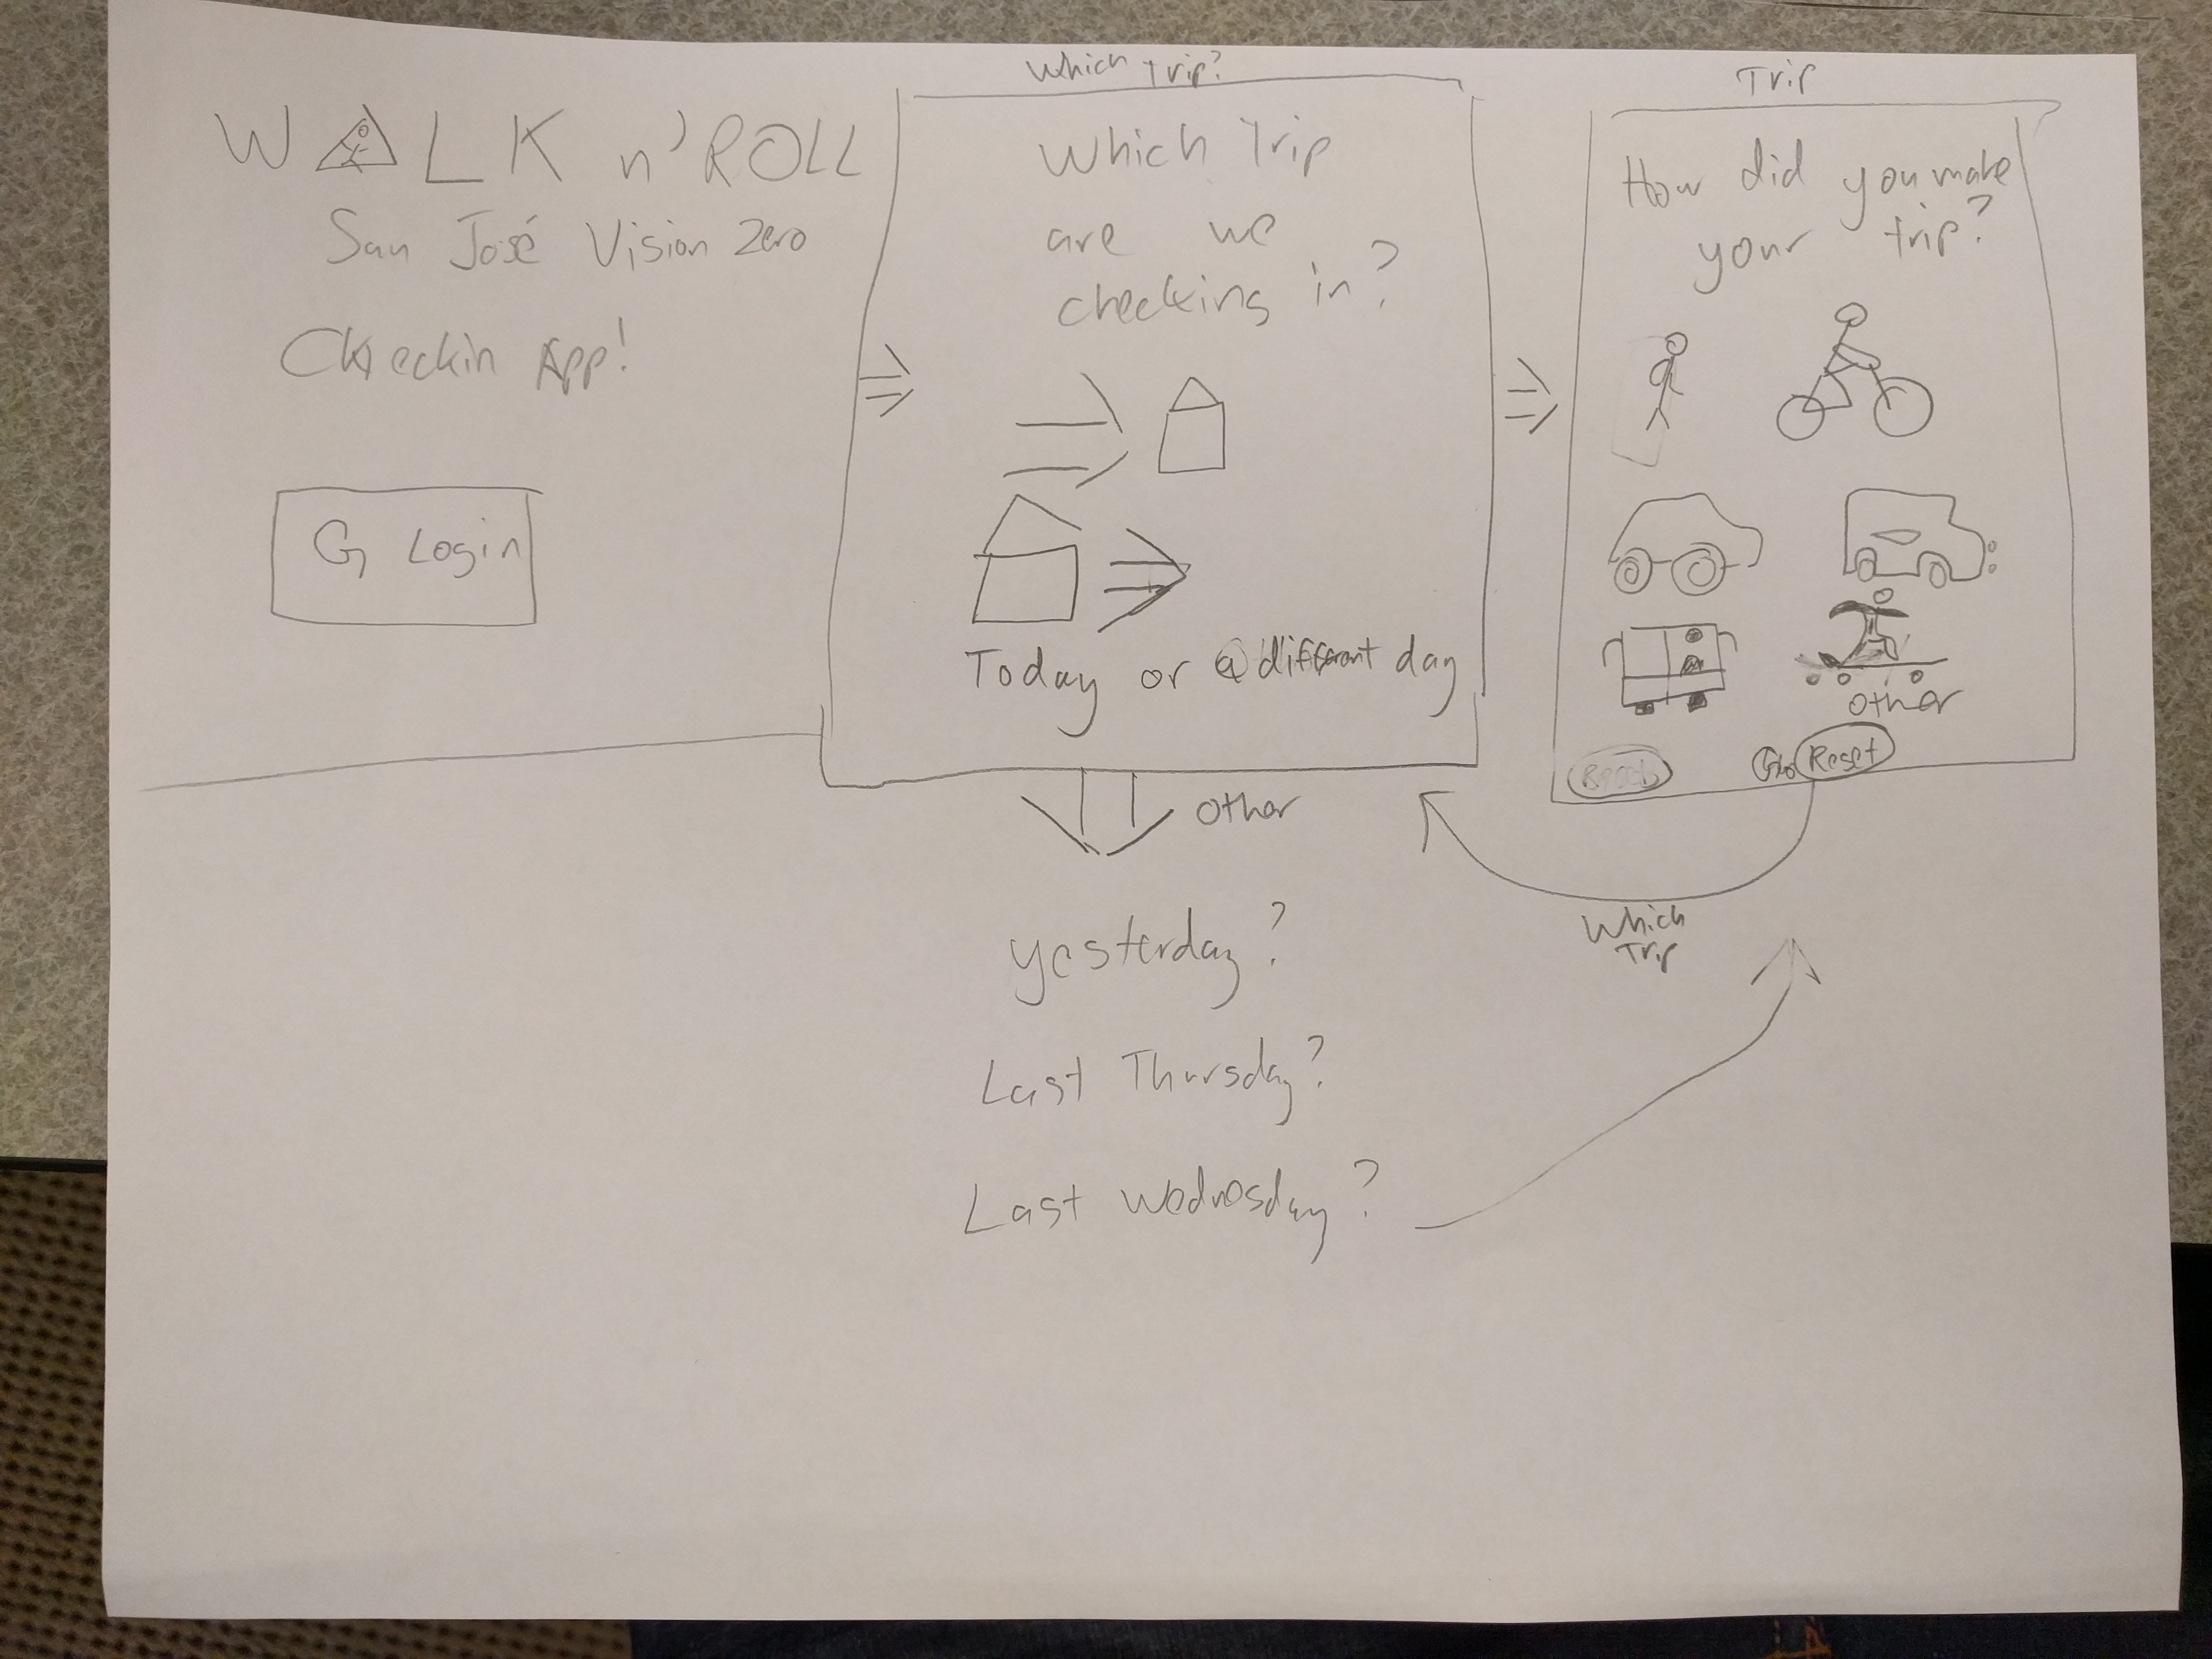 WALK n' ROLL
San José Vision Zero
Checkin App!
G Login
Which Trip?
Which Trip
are we
checking in?
Today or a different day
Other
yesterday?
Last Thursday?
Last Wednesday?
Trip
How did you make
your trip?
other
Reset
Which
Trip